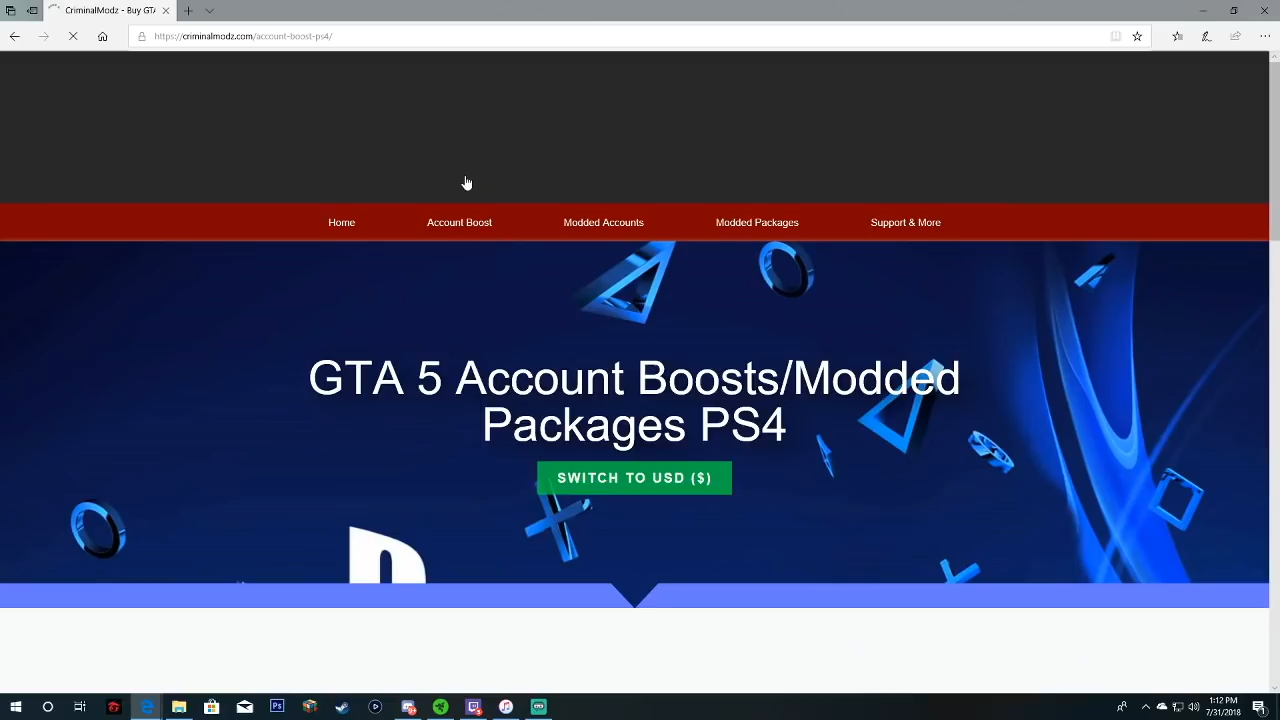 CriminalModz - Buy GTA
https://criminalmodz.com/account-boost-ps4/
Home
Account Boost
Modded Accounts
Modded Packages
Support & More
GTA 5 Account Boosts/Modded
Packages PS4
SWITCH TO USD ($)
Ps
1:12 PM
7/31/2018